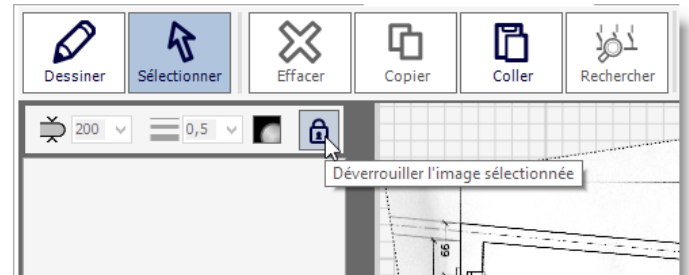 Dessiner
Sélectionner
Effacer
Copier
Coller
Rechercher
200
0,5
Déverrouiller l'image sélectionnée
66